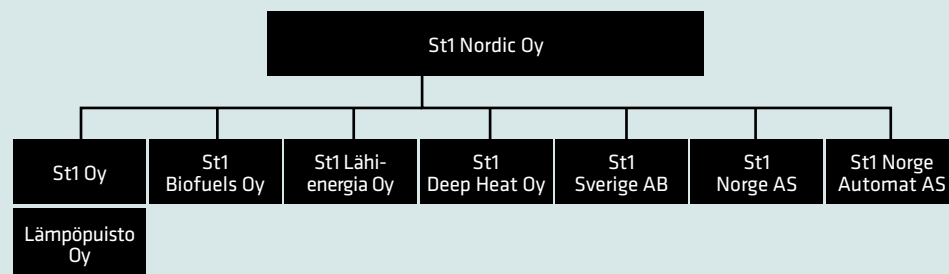 St1 Nordic Oy
St1 Oy
St1
Biofuels Oy
St1 Lähi-
energia Oy
St1
Deep Heat Oy
St1
Sverige AB
St1
Norge AS
St1 Norge
Automat AS
Lämpöpuisto
Oy